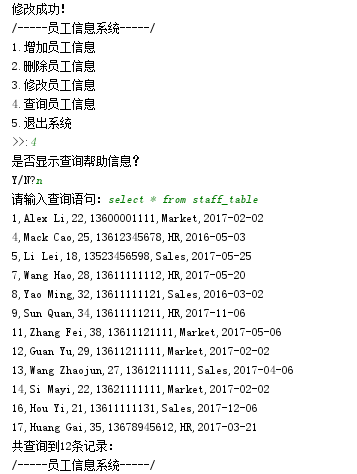 修改成功！
/-----员工信息系统-----/
1.增加员工信息
2.删除员工信息
3.修改员工信息
4.查询员工信息
5.退出系统
>>:4
是否显示查询帮助信息？
Y/N?n
请输入查询语句：select * from staff_table
1,Alex Li,22,13600001111,Market,2017-02-02
4,Mack Cao,25,13612345678,HR,2016-05-03
5,Li Lei,18,13523456598,Sales,2017-05-25
7,Wang Hao,28,13611111112,HR,2017-05-20
8,Yao Ming,32,13611111121,Sales,2016-03-02
9,Sun Quan,34,13611111211,HR,2017-11-06
11,Zhang Fei,38,13611121111,Market,2017-05-06
12,Guan Yu,29,13611211111,Market,2017-02-02
13,Wang Zhaojun,27,13612111111,Sales,2017-04-06
14,Si Mayi,22,13621111111,Market,2017-02-02
16,Hou Yi,21,13611111131,Sales,2017-12-06
17,Huang Gai,35,13678945612,HR,2017-03-21
共查询到12条记录：
/-----员工信息系统-----/